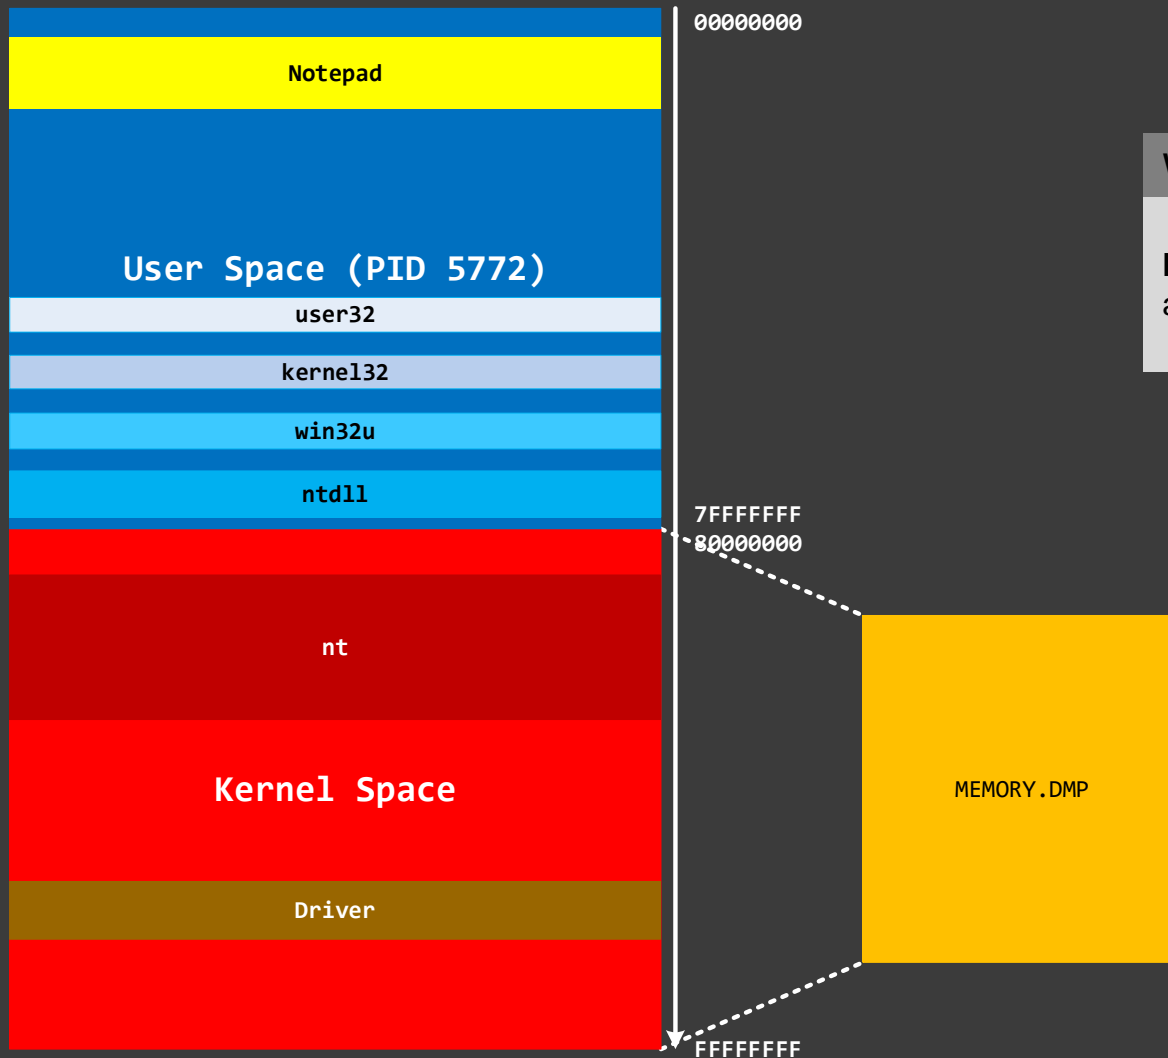 00000000
Notepad
User Space (PID 5772)
user32
kernel32
win32u
ntdll
7FFFFFFF
80000000
nt
Kernel Space
MEMORY.DMP
Driver
FFFFFFFF